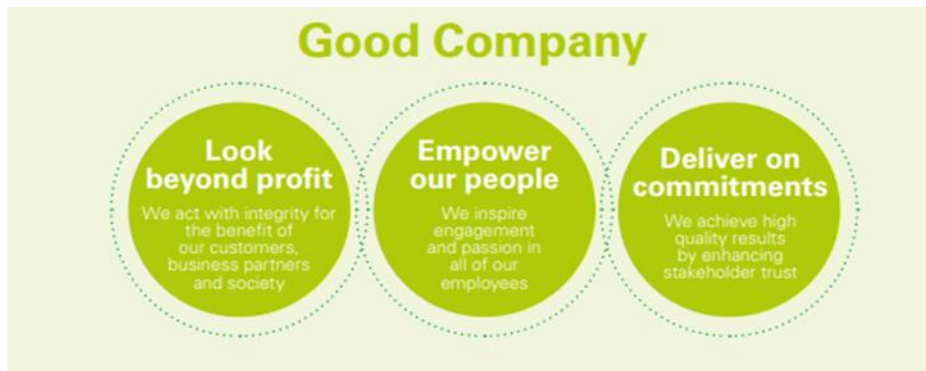 Good Company
Look
beyond profit
We act with integrity for
the benefit of
our customers,
business partners
and society
Empower
our people
We inspire
engagement
and passion in
all of our
employees
Deliver on
commitments
We achieve high
quality results
by enhancing
stakeholder trust